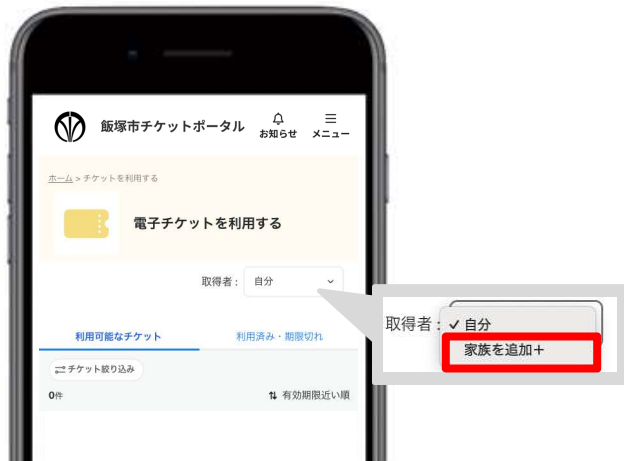 飯塚市チケットポータル
お知らせ
メニュー
ホーム > チケットを利用する
電子チケットを利用する
取得者 : 自分
利用可能なチケット
利用済み・期限切れ
チケット絞り込み
0件
有効期限近い順
取得者 :
✓ 自分
家族を追加+